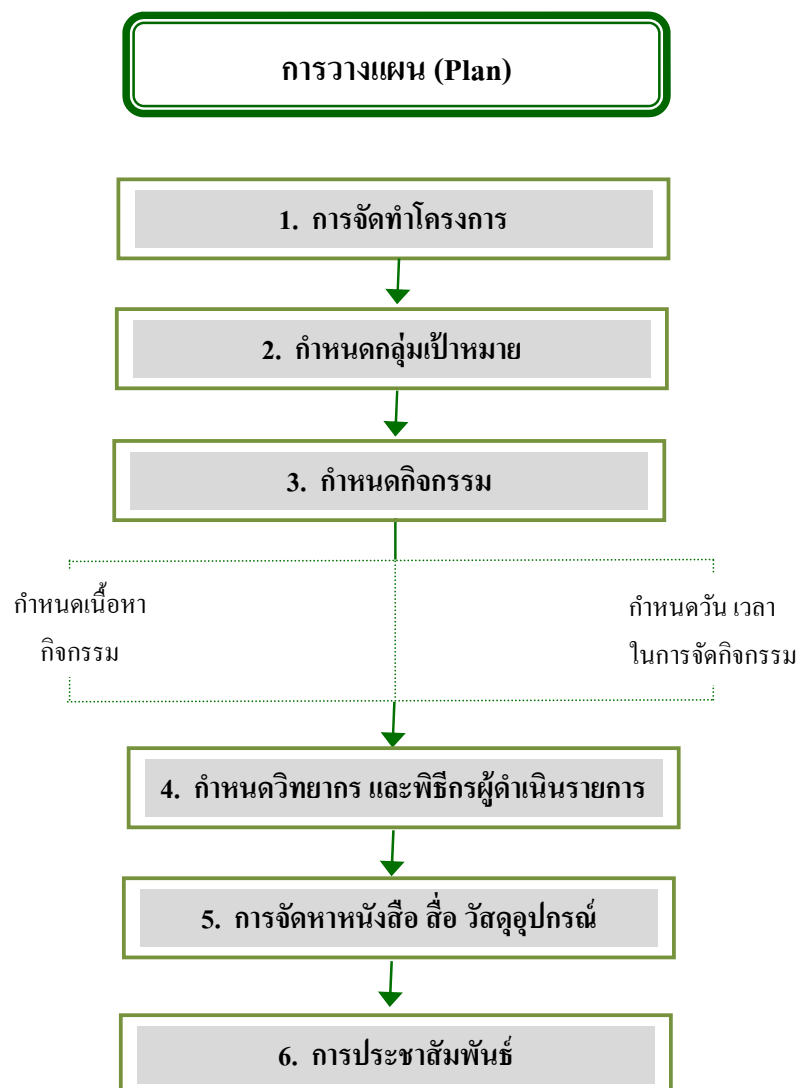 การวางแผน (Plan)
1. การจัดทำโครงการ
2. กำหนดกลุ่มเป้าหมาย
3. กำหนดกิจกรรม
กำหนดเนื้อหา
กิจกรรม
กำหนดวัน เวลา
ในการจัดกิจกรรม
4. กำหนดวิทยากร และพิธีกรผู้ดำเนินรายการ
5. การจัดหาหนังสือ สื่อ วัสดุอุปกรณ์
6. การประชาสัมพันธ์